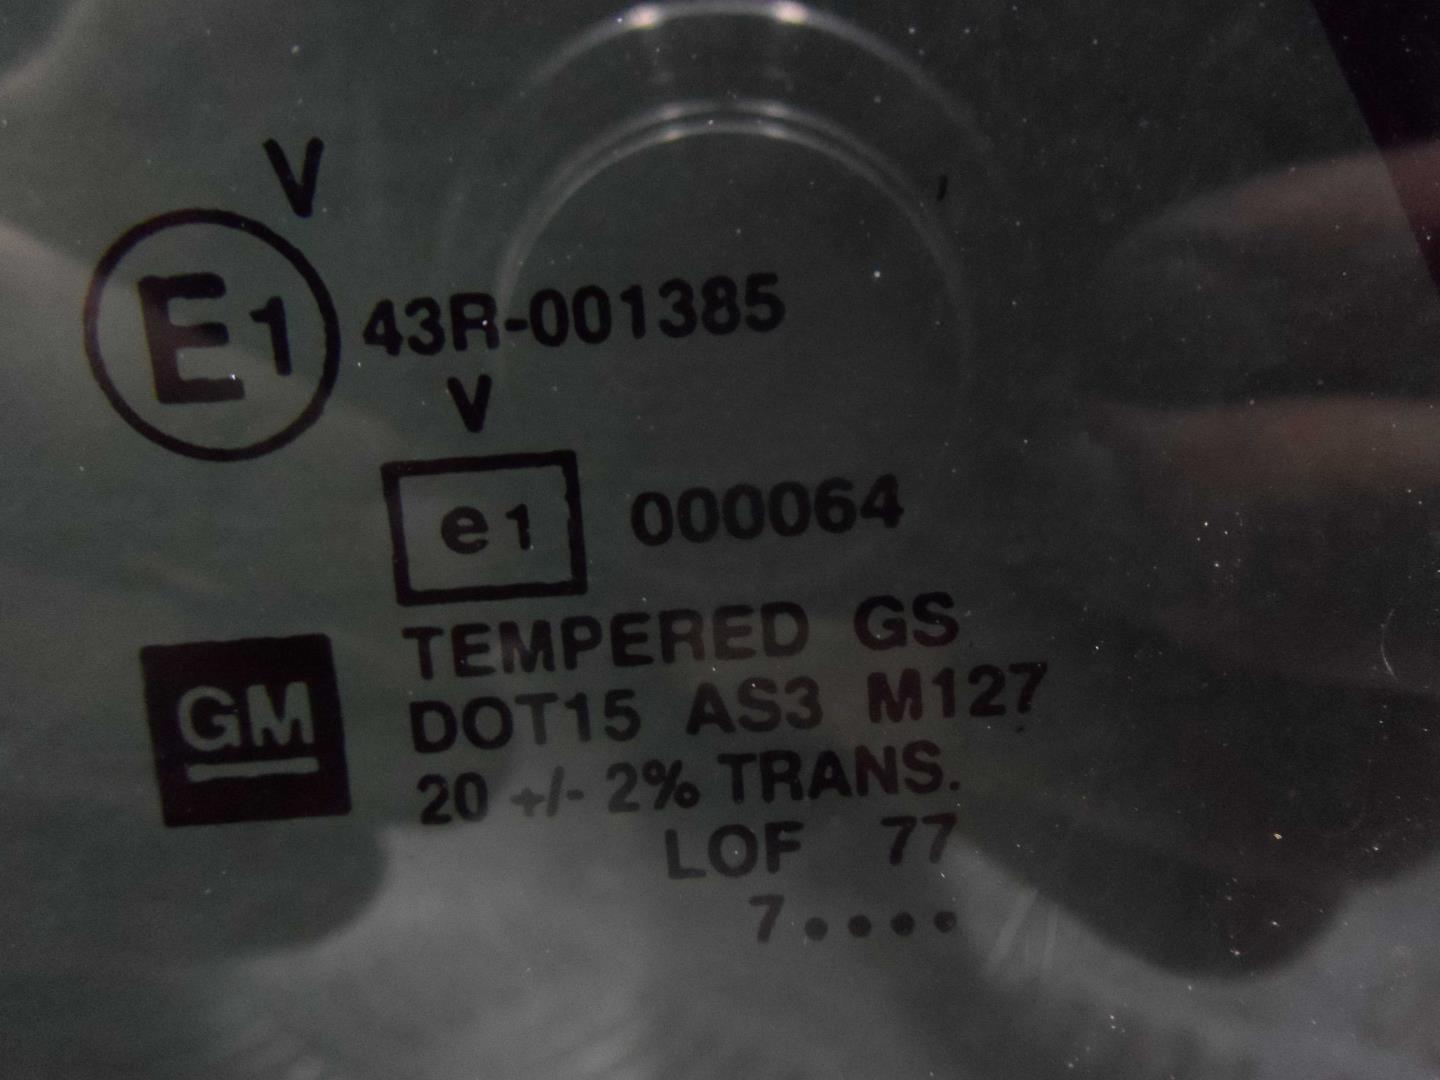 V
E1 43R-001385
V
e1 000064
GM TEMPERED GS
DOT15 AS3 M127
20 +/- 2% TRANS.
LOF 77
7••••